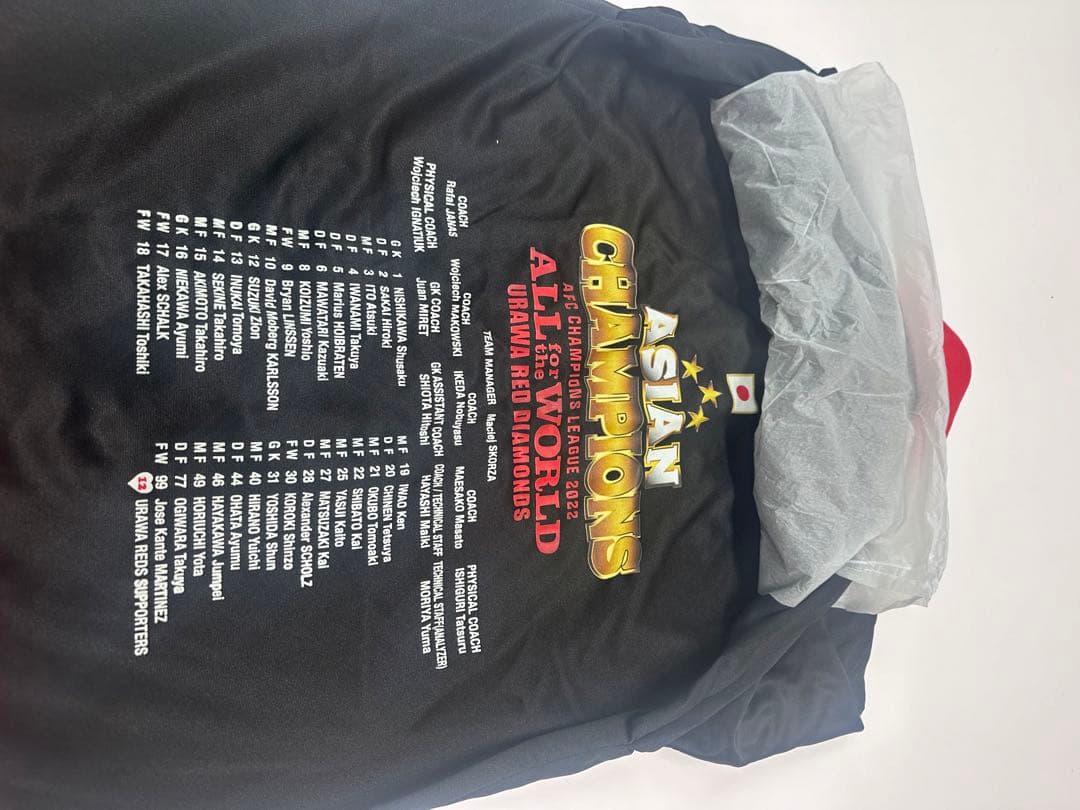 ASIAN
CHAMPIONS
AFC CHAMPIONS LEAGUE 2022
ALL for the WORLD
URAWA RED DIAMONDS
TEAM MANAGER Maciej SKORZA
COACH COACH COACH COACH PHYSICAL COACH
Rafal JANAS Wojciech MAKOWSKI IKEDA Nobuyasu MAESAKO Masato ISHIGURI Tatsuru
PHYSICAL COACH GK COACH GK ASSISTANT COACH COACH/TECHNICAL STAFF TECHNICAL STAFF(ANALYZER)
Wojciech IGNATIUK Juan MIRET SHIOTA Hitoshi HAYASHI Maiki MORIYA Yuma
GK 1 NISHIKAWA Shusaku
DF 2 SAKAI Hiroki
MF 3 ITO Atsuki
DF 4 IWANAMI Takuya
DF 5 Marius HOIBRATEN
DF 6 MAWATARI Kazuaki
MF 8 KOIZUMI Yoshio
FW 9 Bryan LINSSEN
MF 10 David Moberg KARLSSON
GK 12 SUZUKI Zion
DF 13 INUKAI Tomoya
MF 14 SEKINE Takahiro
MF 15 AKIMOTO Takahiro
GK 16 NIEKAWA Ayumi
FW 17 Alex SCHALK
FW 18 TAKAHASHI Toshiki
MF 19 IWAO Ken
DF 20 CHINEN Tetsuya
MF 21 OKUBO Tomoaki
MF 22 SHIBATO Kai
MF 25 YASUI Kaito
MF 27 MATSUZAKI Kai
DF 28 Alexander SCHOLZ
FW 30 KOROKI Shinzo
GK 31 YOSHIDA Shun
MF 40 HIRANO Yuichi
DF 44 OHATA Ayumu
MF 46 HAYAKAWA Jumpei
MF 49 HORIUCHI Yota
DF 77 OGIWARA Takuya
FW 99 Jose Kante MARTINEZ
12 URAWA REDS SUPPORTERS